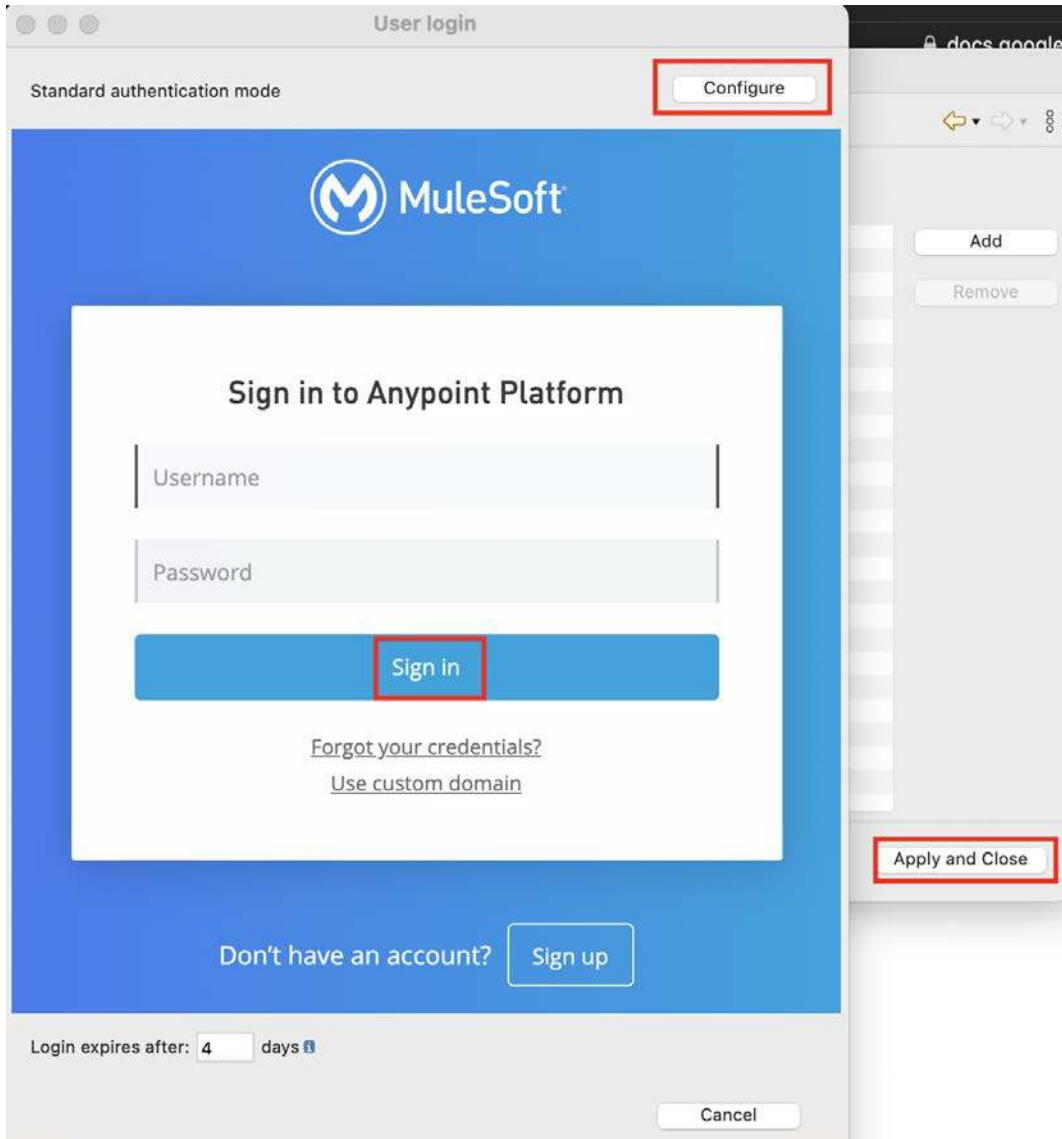 User login
docs.google
Standard authentication mode
Configure
MuleSoft
Add
Remove
Sign in to Anypoint Platform
Username
Password
Sign in
Forgot your credentials?
Use custom domain
Apply and Close
Don't have an account?
Sign up
Login expires after: 4 days
Cancel